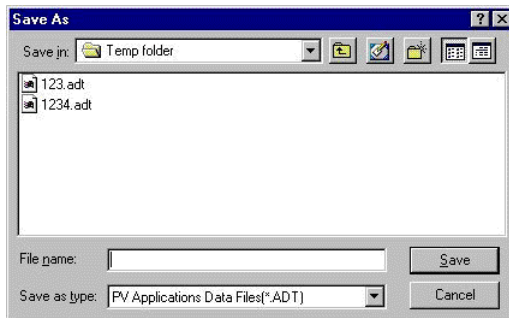 Save As
Save in: Temp folder
123.adt
1234.adt
File name: Save
Save as type: PV Applications Data Files(*.ADT) Cancel